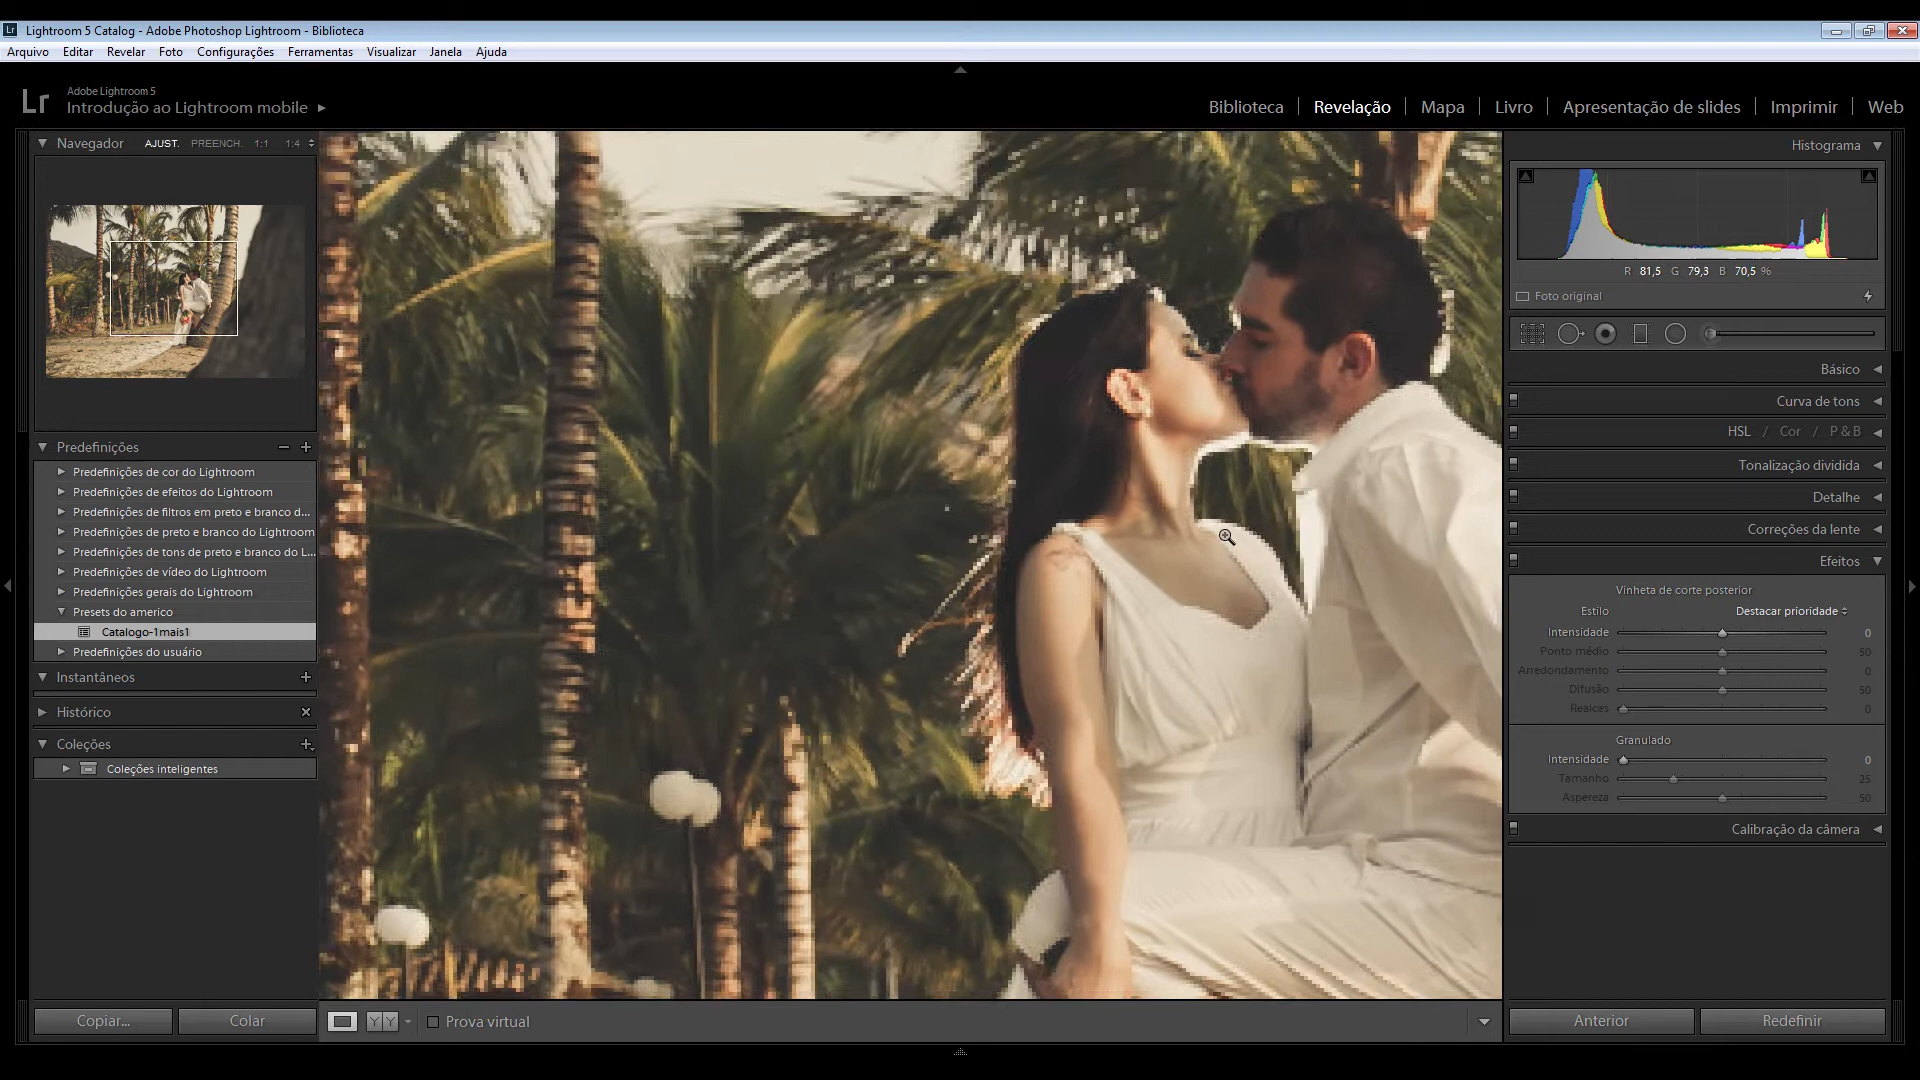 Lightroom 5 Catalog - Adobe Photoshop Lightroom - Biblioteca
Arquivo Editar Revelar Foto Configurações Ferramentas Visualizar Janela Ajuda
Lr
Adobe Lightroom 5
Introdução ao Lightroom mobile
Biblioteca Revelação Mapa Livro Apresentação de slides Imprimir Web
Navegador AJUST. PREENCH. 1:1 1:4
Predefinições
Predefinições de cor do Lightroom
Predefinições de efeitos do Lightroom
Predefinições de filtros em preto e branco d...
Predefinições de preto e branco do Lightroom
Predefinições de tons de preto e branco do L...
Predefinições de vídeo do Lightroom
Predefinições gerais do Lightroom
Presets do americo
Catalogo-1mais1
Predefinições do usuário
Instantâneos
Histórico
Coleções
Coleções inteligentes
Copiar... Colar
YY Prova virtual
Histograma
R 81,5 G 79,3 B 70,5 %
Foto original
Básico
Curva de tons
HSL / Cor / P & B
Tonalização dividida
Detalhe
Correções da lente
Efeitos
Vinheta de corte posterior
Estilo Destacar prioridade
Intensidade 0
Ponto médio 50
Arredondamento 0
Difusão 50
Realces 0
Granulado
Intensidade 0
Tamanho 25
Aspereza 50
Calibração da câmera
Anterior Redefinir